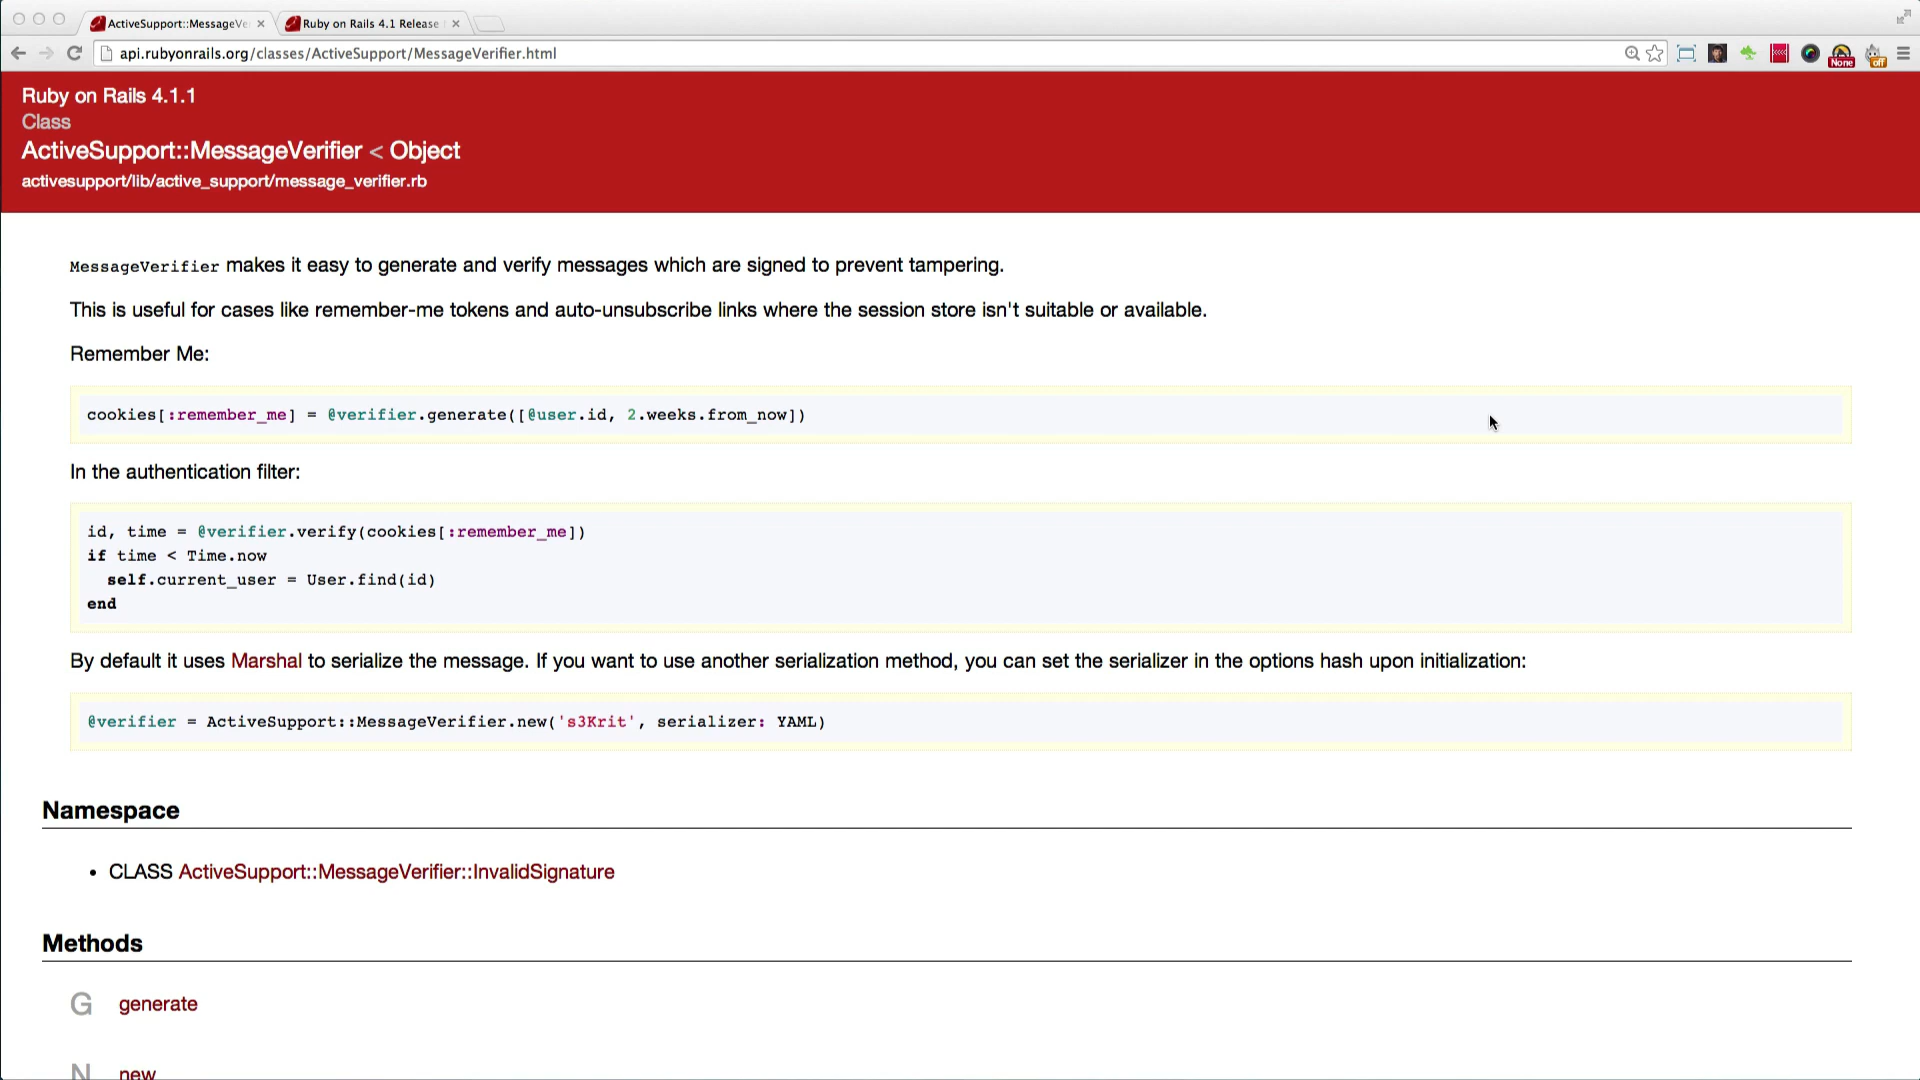 ActiveSupport::MessageVe
Ruby on Rails 4.1 Release
api.rubyonrails.org/classes/ActiveSupport/MessageVerifier.html
None
off
Ruby on Rails 4.1.1
Class
ActiveSupport::MessageVerifier < Object
activesupport/lib/active_support/message_verifier.rb
MessageVerifier makes it easy to generate and verify messages which are signed to prevent tampering.
This is useful for cases like remember-me tokens and auto-unsubscribe links where the session store isn't suitable or available.
Remember Me:
cookies[:remember_me] = @verifier.generate([@user.id, 2.weeks.from_now])
In the authentication filter:
id, time = @verifier.verify(cookies[:remember_me])
if time < Time.now
  self.current_user = User.find(id)
end
By default it uses Marshal to serialize the message. If you want to use another serialization method, you can set the serializer in the options hash upon initialization:
@verifier = ActiveSupport::MessageVerifier.new('s3Krit', serializer: YAML)
Namespace
• CLASS ActiveSupport::MessageVerifier::InvalidSignature
Methods
G generate
N new